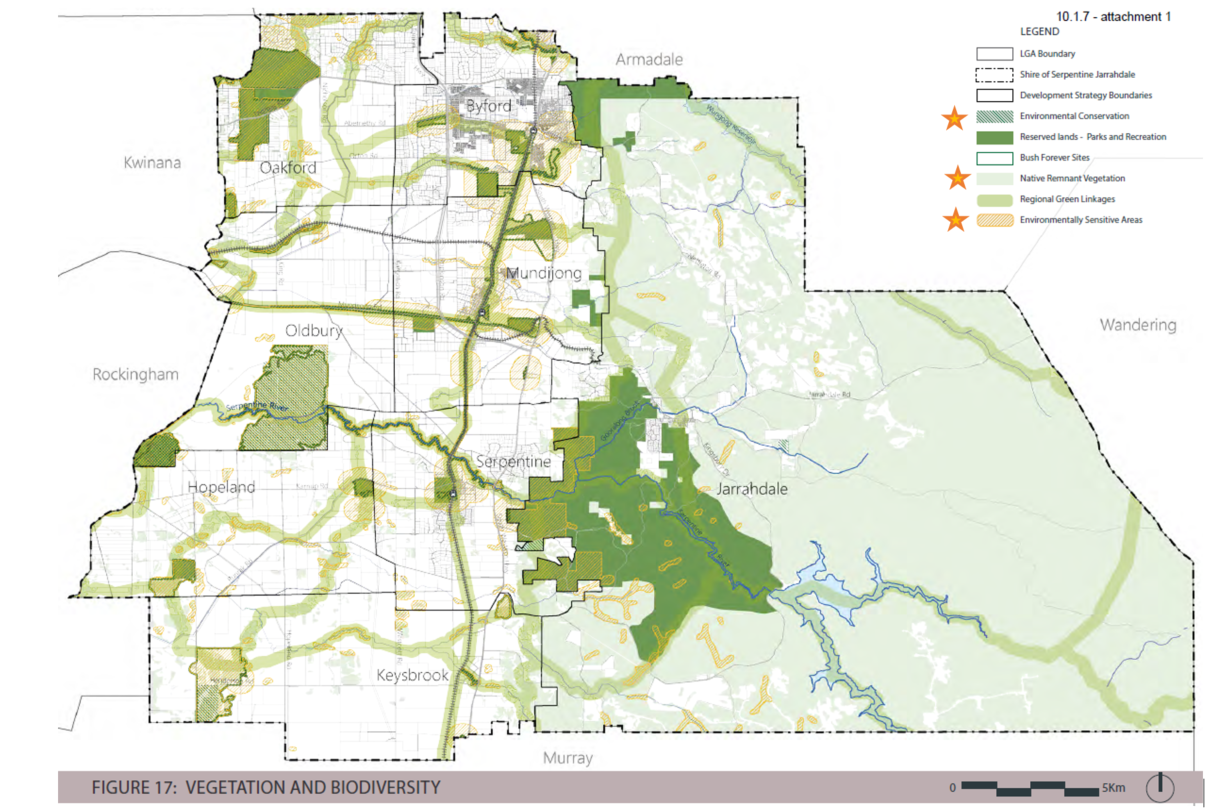 10.1.7 - attachment 1
LEGEND
LGA Boundary
Shire of Serpentine Jarrahdale
Development Strategy Boundaries
Environmental Conservation
Reserved lands - Parks and Recreation
Bush Forever Sites
Native Remnant Vegetation
Regional Green Linkages
Environmentally Sensitive Areas
Armadale
Byford
Kwinana
Oakford
Mundijong
Oldbury
Wandering
Rockingham
Serpentine River
Serpentine
Hopeland
Jarrahdale
Keysbrook
Murray
FIGURE 17: VEGETATION AND BIODIVERSITY
0
5Km